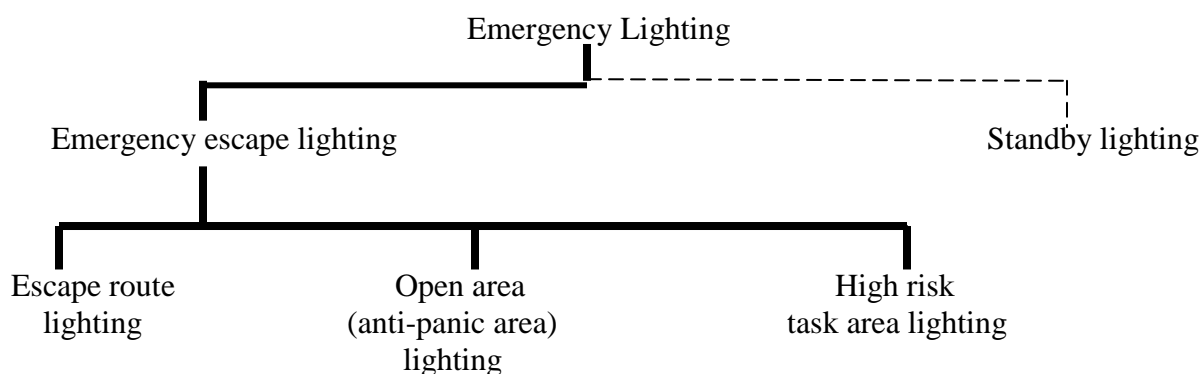 Emergency Lighting
Emergency escape lighting
Standby lighting
Escape route
lighting
Open area
(anti-panic area)
lighting
High risk
task area lighting